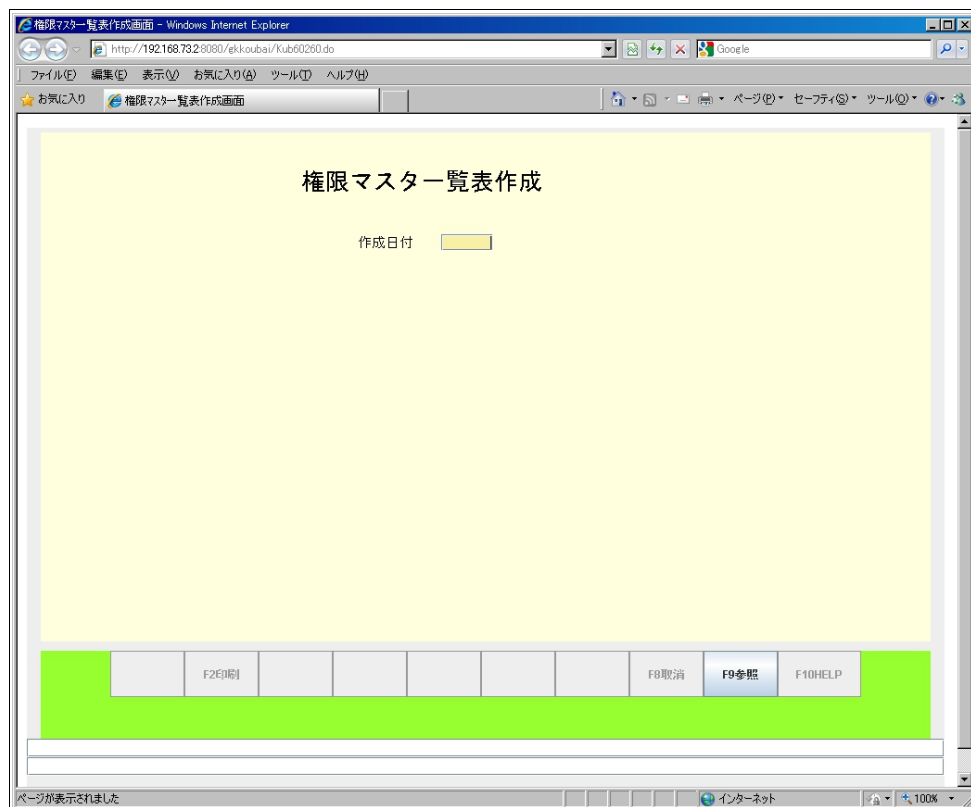 権限マスター覧表作成画面 - Windows Internet Explorer
http://192.168.73.2:8080/gkkoubai/Kub60260.do
Google
ファイル(F) 編集(E) 表示(V) お気に入り(A) ツール(T) ヘルプ(H)
お気に入り 権限マスター覧表作成画面
ページ(P) セーフティ(S) ツール(O)
権限マスター覧表作成
作成日付
F2印刷 F8取消 F9参照 F10HELP
ページが表示されました インターネット 100%